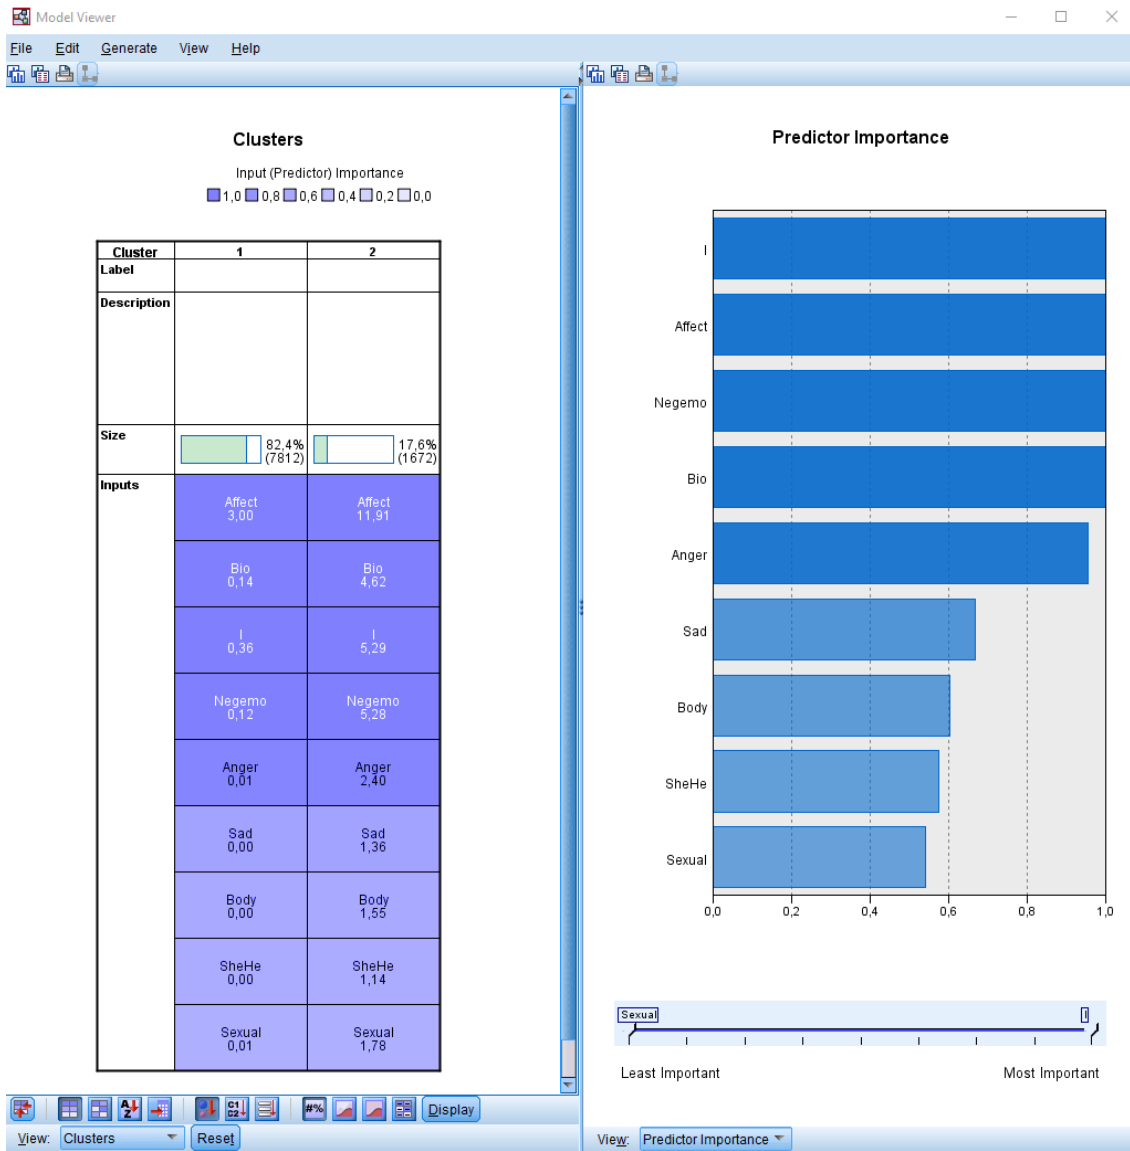 Model Viewer
File Edit Generate View Help
Clusters
Input (Predictor) Importance
1,0 0,8 0,6 0,4 0,2 0,0
Cluster 1 2
Label
Description
Size 82,4% (7812) 17,6% (1672)
Inputs
Affect Affect
3,00 11,91
Bio Bio
0,14 4,62
I I
0,36 5,29
Negemo Negemo
0,12 5,28
Anger Anger
0,01 2,40
Sad Sad
0,00 1,36
Body Body
0,00 1,55
SheHe SheHe
0,00 1,14
Sexual Sexual
0,01 1,78
#% Display
View: Clusters Reset
Predictor Importance
I
Affect
Negemo
Bio
Anger
Sad
Body
SheHe
Sexual
0,0 0,2 0,4 0,6 0,8 1,0
Sexual I
Least Important Most Important
View: Predictor Importance